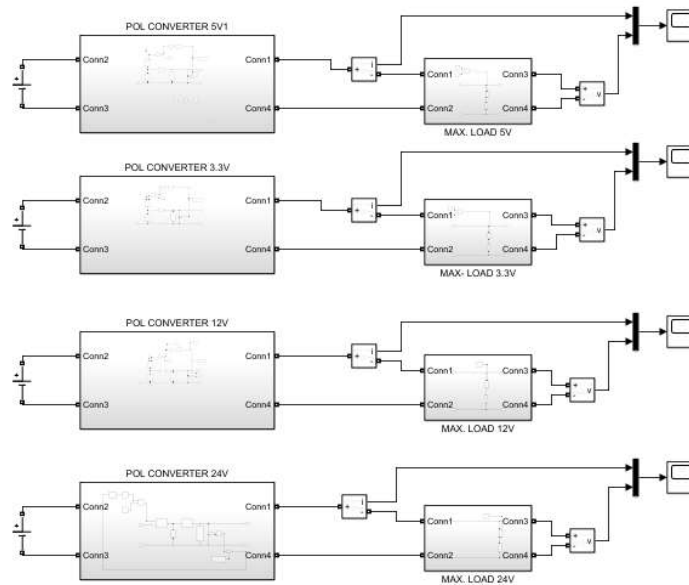 POL CONVERTER 5V1
Conn2 Conn1 + i - Conn1 Conn3 + v -
Conn3 Conn4 Conn2 Conn4
MAX. LOAD 5V
POL CONVERTER 3.3V
Conn2 Conn1 + i - Conn1 Conn3 + v -
Conn3 Conn4 Conn2 Conn4
MAX- LOAD 3.3V
POL CONVERTER 12V
Conn2 Conn1 + i - Conn1 Conn3 + v -
Conn3 Conn4 Conn2 Conn4
MAX. LOAD 12V
POL CONVERTER 24V
Conn2 Conn1 + i - Conn1 Conn3 + v -
Conn3 Conn4 Conn2 Conn4
MAX. LOAD 24V